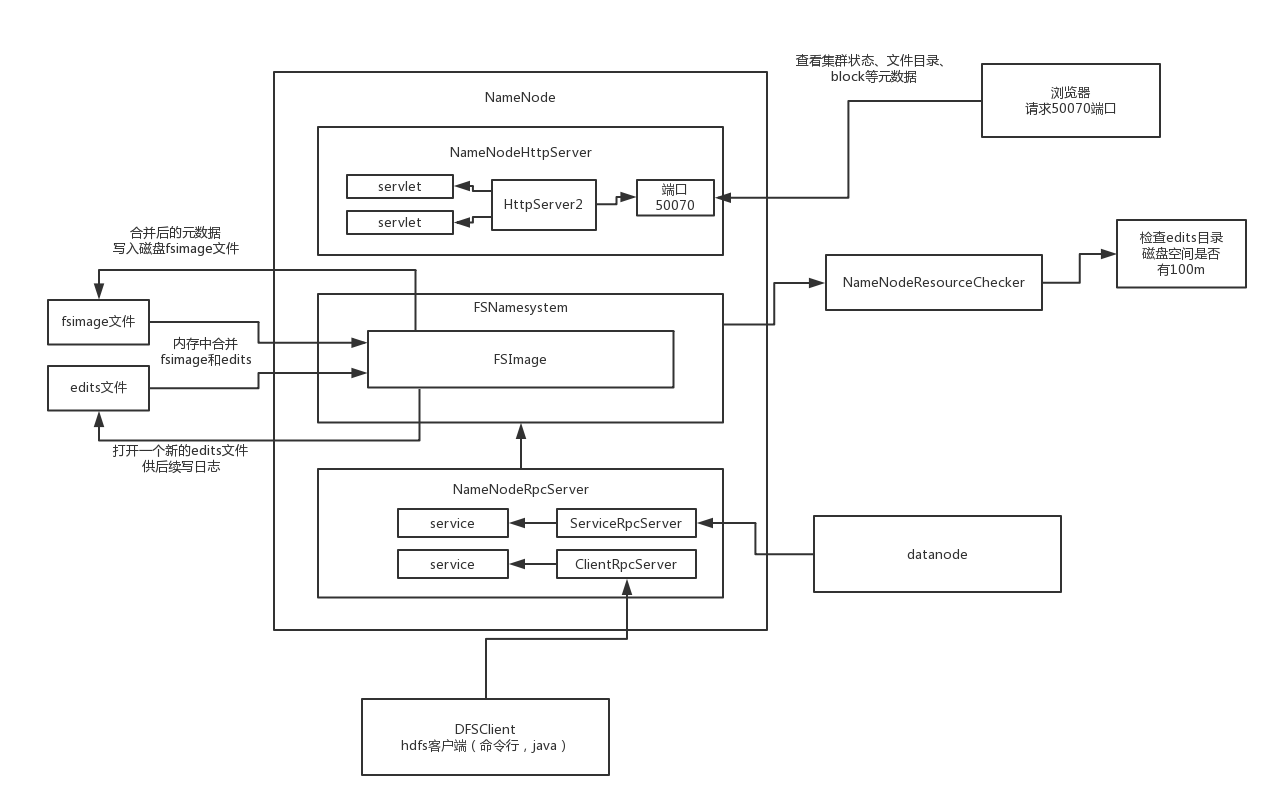 查看集群状态、文件目录、
block等元数据
浏览器
请求50070端口
NameNode
NameNodeHttpServer
servlet
servlet
HttpServer2
端口
50070
合并后的元数据
写入磁盘fsimage文件
检查edits目录
磁盘空间是否
有100m
NameNodeResourceChecker
FSNamesystem
FSImage
fsimage文件
内存中合并
fsimage和edits
edits文件
打开一个新的edits文件
供后续写日志
NameNodeRpcServer
service
ServiceRpcServer
service
ClientRpcServer
datanode
DFSClient
hdfs客户端（命令行，java）